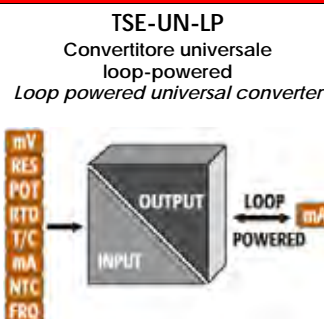 TSE-UN-LP
Convertitore universale
loop-powered
Loop powered universal converter
mV
RES
POT
RTD
T/C
mA
NTC
FRQ
OUTPUT
INPUT
LOOP
POWERED
mA